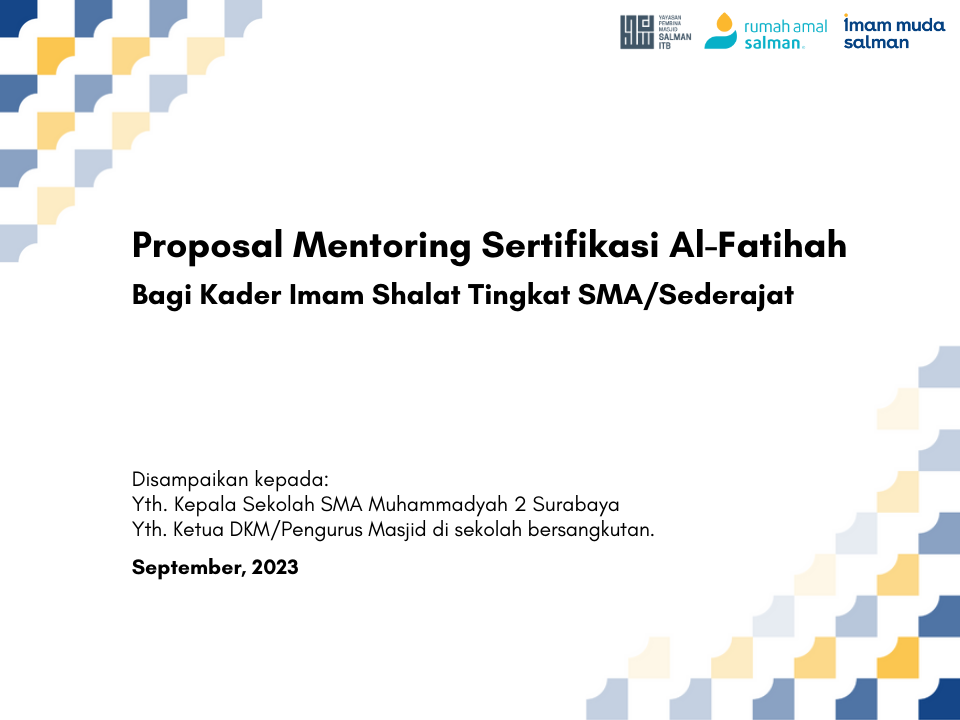 YAYASAN
PEMBINA
MASJID
SALMAN
ITB
rumah amal
salman.
imam muda
salman
Proposal Mentoring Sertifikasi Al-Fatihah
Bagi Kader Imam Shalat Tingkat SMA/Sederajat
Disampaikan kepada:
Yth. Kepala Sekolah SMA Muhammadyah 2 Surabaya
Yth. Ketua DKM/Pengurus Masjid di sekolah bersangkutan.
September, 2023